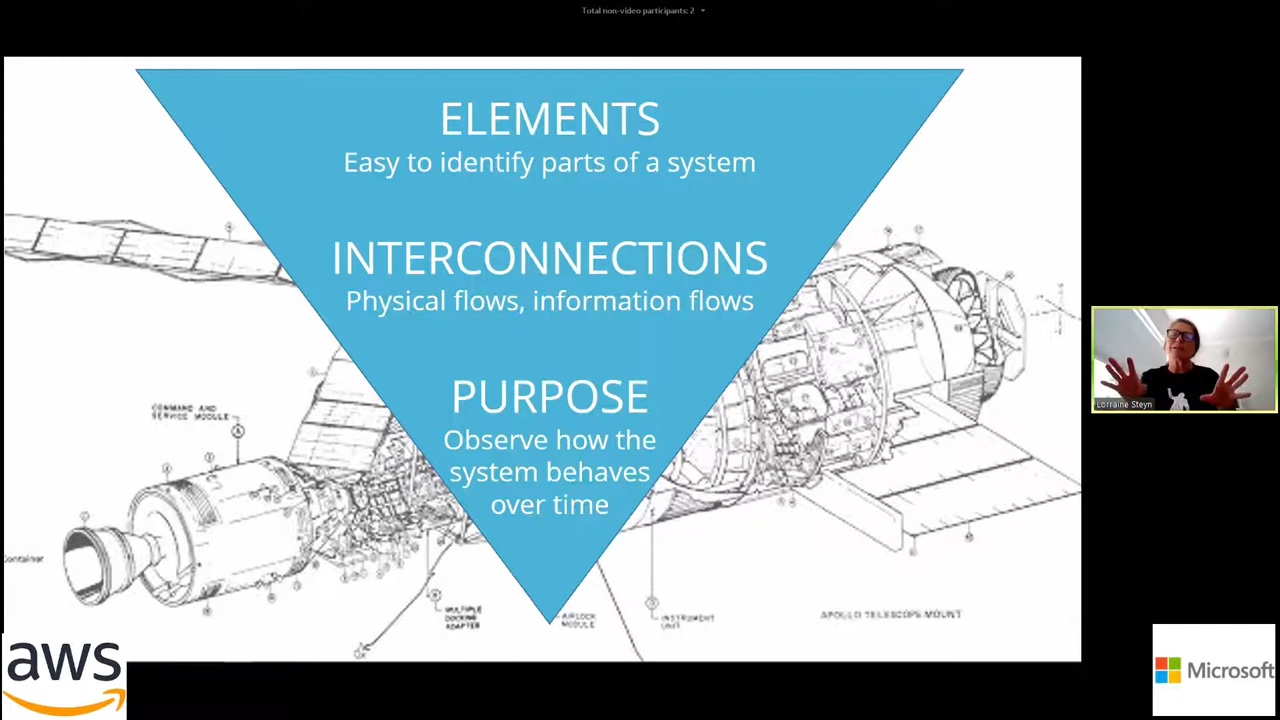 Total non-video participants: 2
ELEMENTS
Easy to identify parts of a system
INTERCONNECTIONS
Physical flows, information flows
PURPOSE
Observe how the
system behaves
over time
COMMAND AND
SERVICE MODULE
Container
MULTIPLE
DOCKING
ADAPTER
AIRLOCK
MODULE
INSTRUMENT
UNIT
APOLLO TELESCOPE MOUNT
Lorraine Steyn
aws
Microsoft